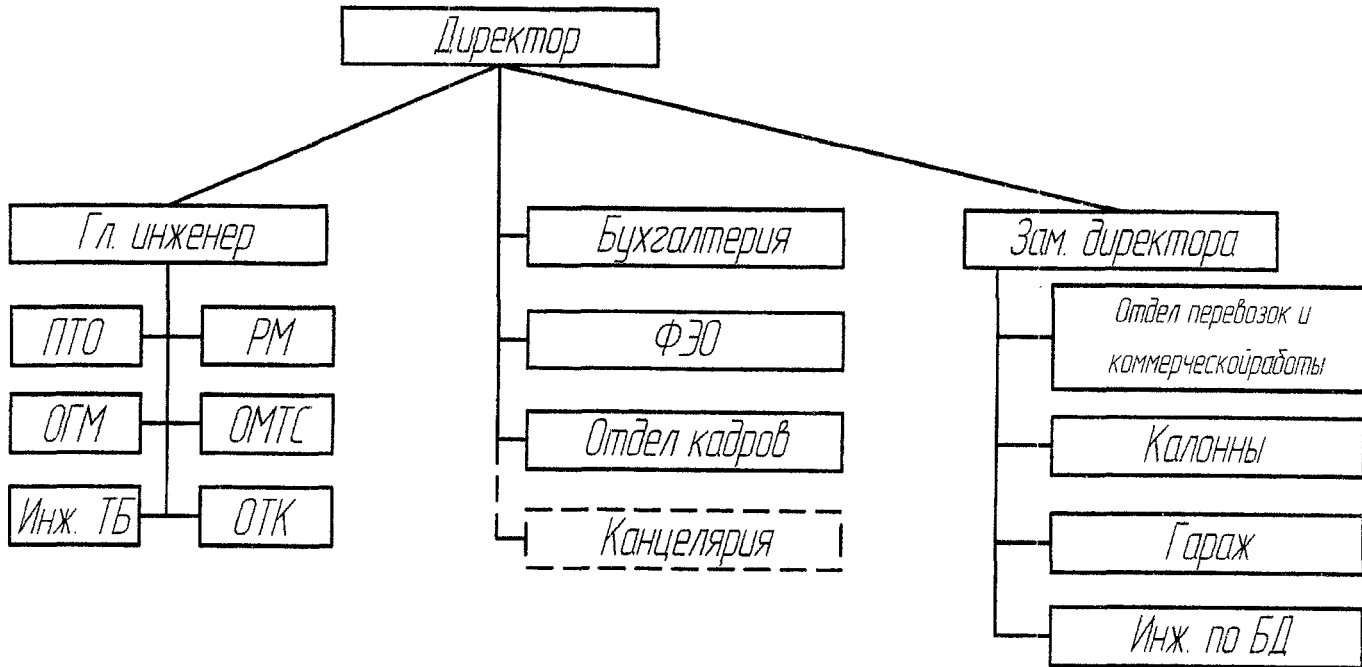 Директор
Гл. инженер
ПТО
РМ
ОГМ
ОМТС
Инж. ТБ
ОТК
Бухгалтерия
ФЭО
Отдел кадров
Канцелярия
Зам. директора
Отдел перевозок и
коммерческойработы
Калонны
Гараж
Инж. по БД